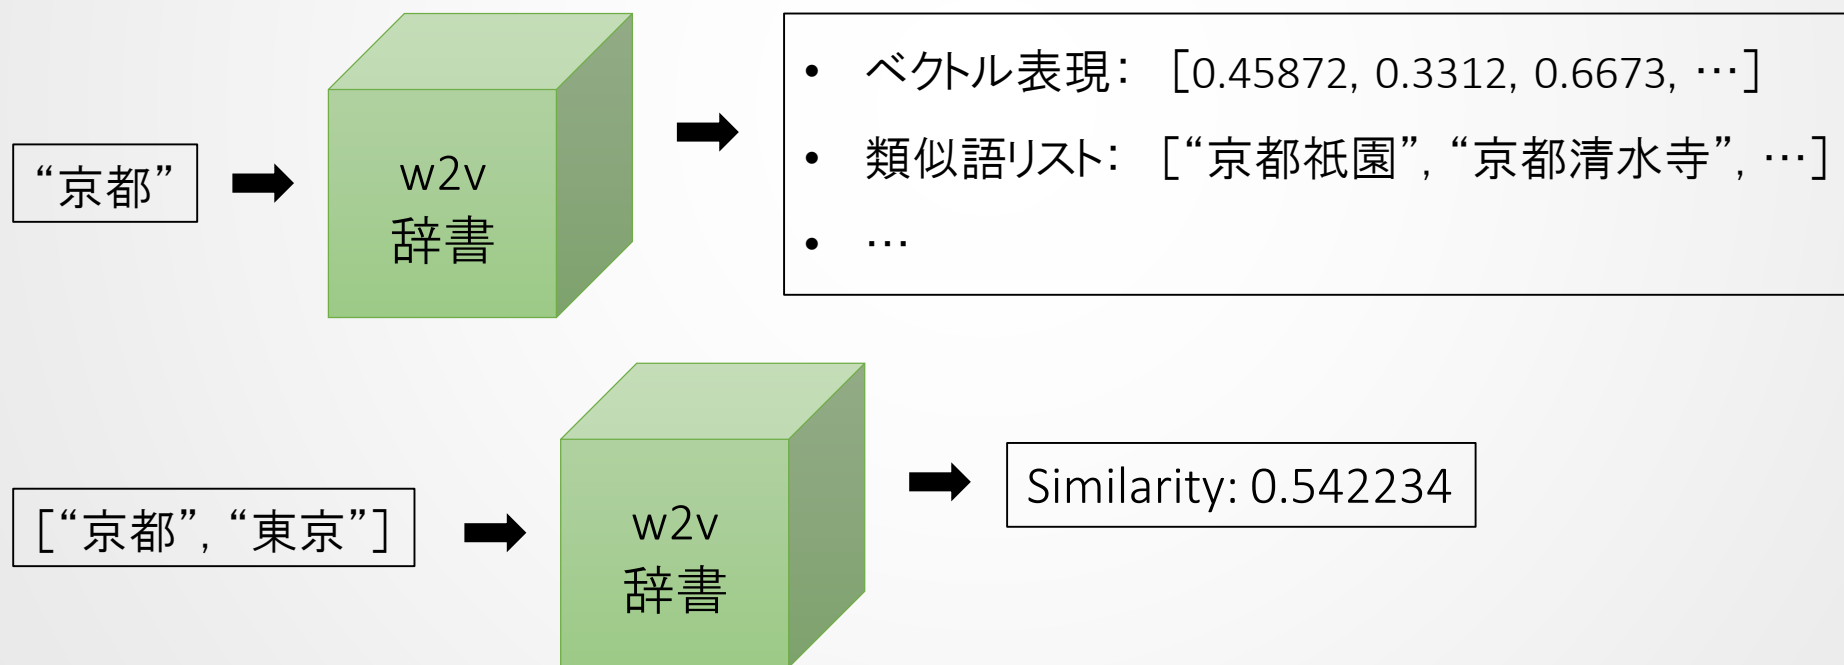 “京都”
w2v
辞書
• ベクトル表現： [0.45872, 0.3312, 0.6673, …]
• 類似語リスト： [“京都祇園”, “京都清水寺”, …]
• …
[“京都”, “東京”]
w2v
辞書
Similarity: 0.542234